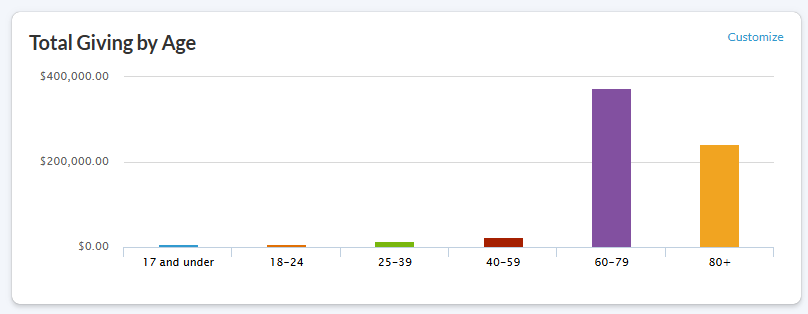 Total Giving by Age
Customize
$400,000.00
$200,000.00
$0.00
17 and under
18-24
25-39
40-59
60-79
80+